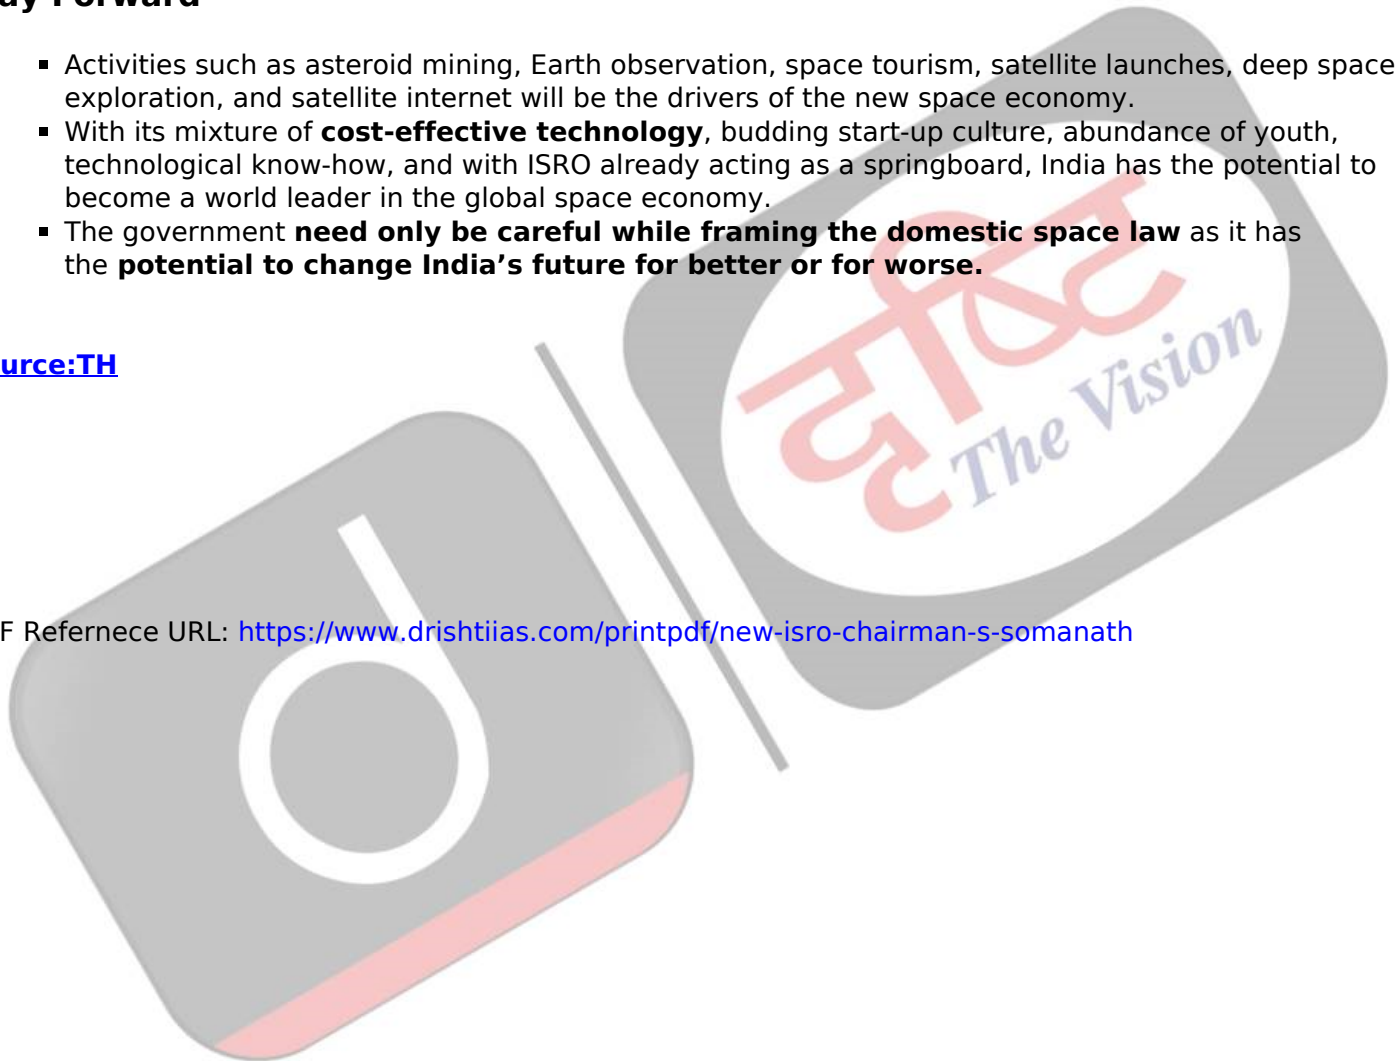 ay Forward
▪ Activities such as asteroid mining, Earth observation, space tourism, satellite launches, deep space
exploration, and satellite internet will be the drivers of the new space economy.
▪ With its mixture of cost-effective technology, budding start-up culture, abundance of youth,
technological know-how, and with ISRO already acting as a springboard, India has the potential to
become a world leader in the global space economy.
▪ The government need only be careful while framing the domestic space law as it has
the potential to change India’s future for better or for worse.
urce:TH
दृष्टि
The Vision
d
F Refernece URL: https://www.drishtiias.com/printpdf/new-isro-chairman-s-somanath